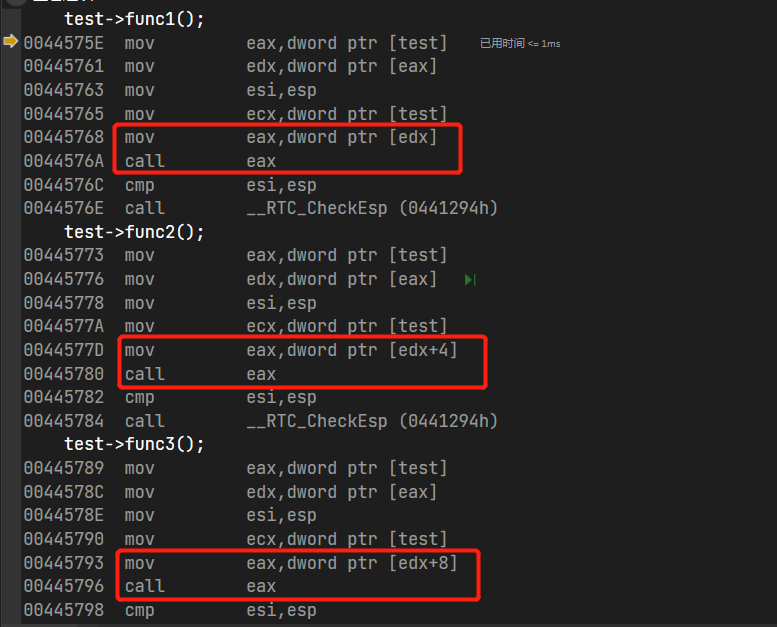 test->func1();
0044575E mov eax,dword ptr [test] 已用时间 <= 1ms
00445761 mov edx,dword ptr [eax]
00445763 mov esi,esp
00445765 mov ecx,dword ptr [test]
00445768 mov eax,dword ptr [edx]
0044576A call eax
0044576C cmp esi,esp
0044576E call __RTC_CheckEsp (0441294h)
test->func2();
00445773 mov eax,dword ptr [test]
00445776 mov edx,dword ptr [eax]
00445778 mov esi,esp
0044577A mov ecx,dword ptr [test]
0044577D mov eax,dword ptr [edx+4]
00445780 call eax
00445782 cmp esi,esp
00445784 call __RTC_CheckEsp (0441294h)
test->func3();
00445789 mov eax,dword ptr [test]
0044578C mov edx,dword ptr [eax]
0044578E mov esi,esp
00445790 mov ecx,dword ptr [test]
00445793 mov eax,dword ptr [edx+8]
00445796 call eax
00445798 cmp esi,esp